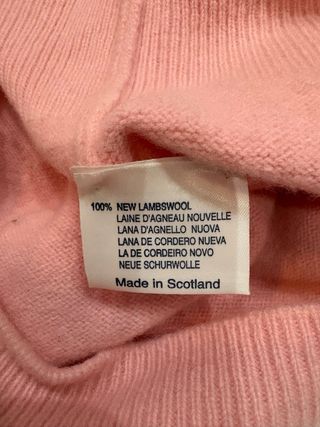 100% NEW LAMBSWOOL
LAINE D'AGNEAU NOUVELLE
LANA D'AGNELLO NUOVA
LANA DE CORDERO NUEVA
LA DE CORDEIRO NOVO
NEUE SCHURWOLLE
Made in Scotland